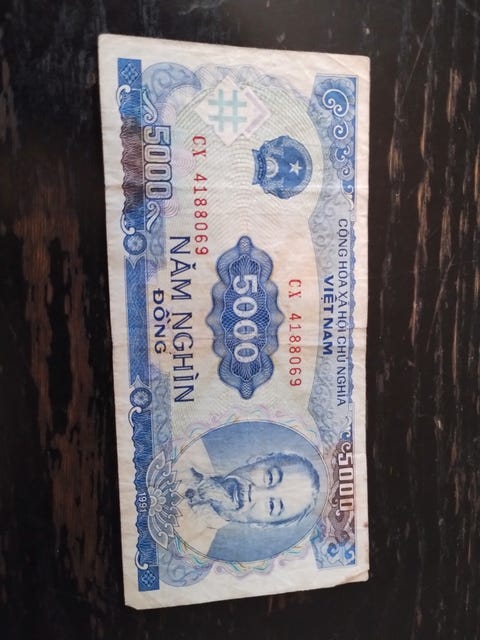 CỘNG HÒA XÃ HỘI CHỦ NGHĨA
VIỆT NAM
5000
CX 4188069
5000
CX 4188069
5000
NĂM NGHÌN
ĐỒNG
1991